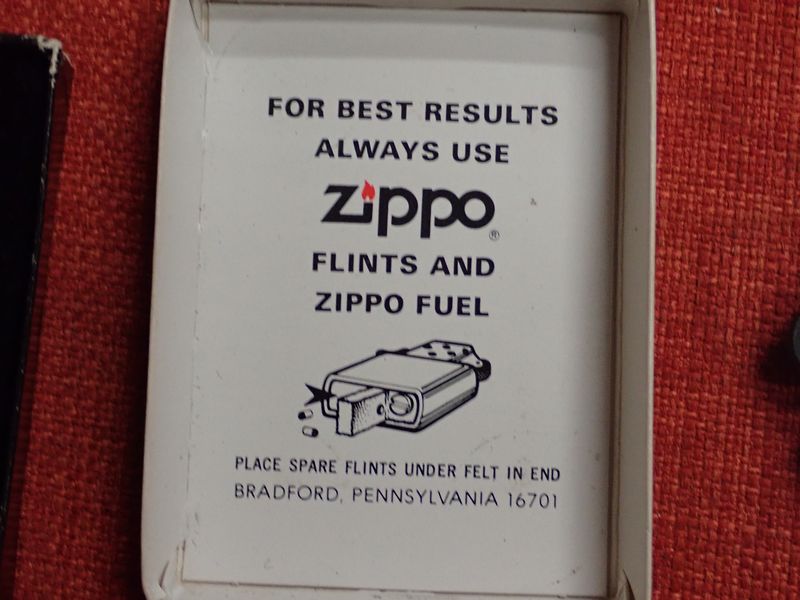 FOR BEST RESULTS
ALWAYS USE
Zippo®
FLINTS AND
ZIPPO FUEL
PLACE SPARE FLINTS UNDER FELT IN END
BRADFORD, PENNSYLVANIA 16701